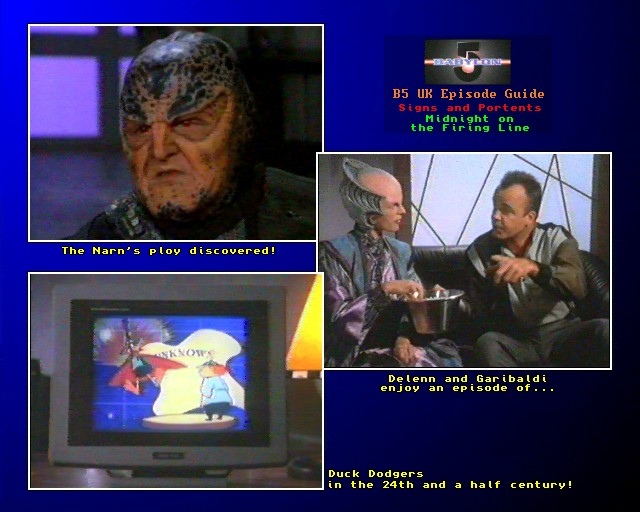 5
BABYLON
B5 UK Episode Guide
Signs and Portents
Midnight on
the Firing Line
The Narn's ploy discovered!
UNKNOWN
Delenn and Garibaldi
enjoy an episode of...
Duck Dodgers
in the 24th and a half century!